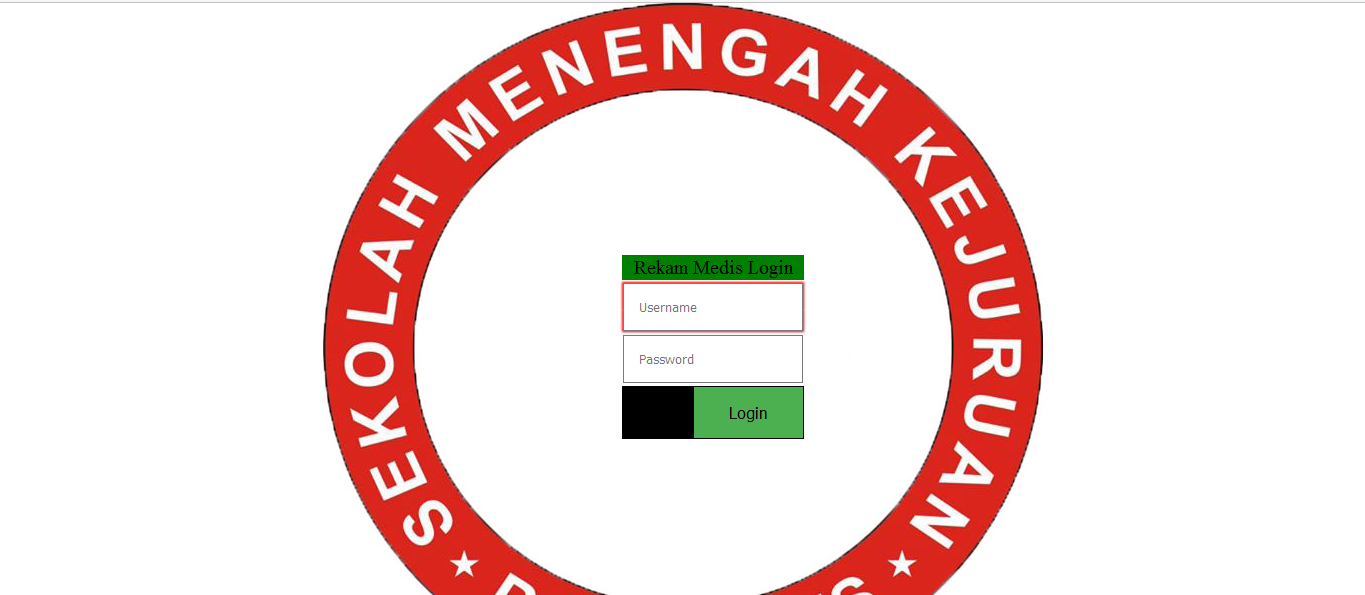 SEKOLAH MENENGAH KEJURUAN
Rekam Medis Login
Username
Password
Login